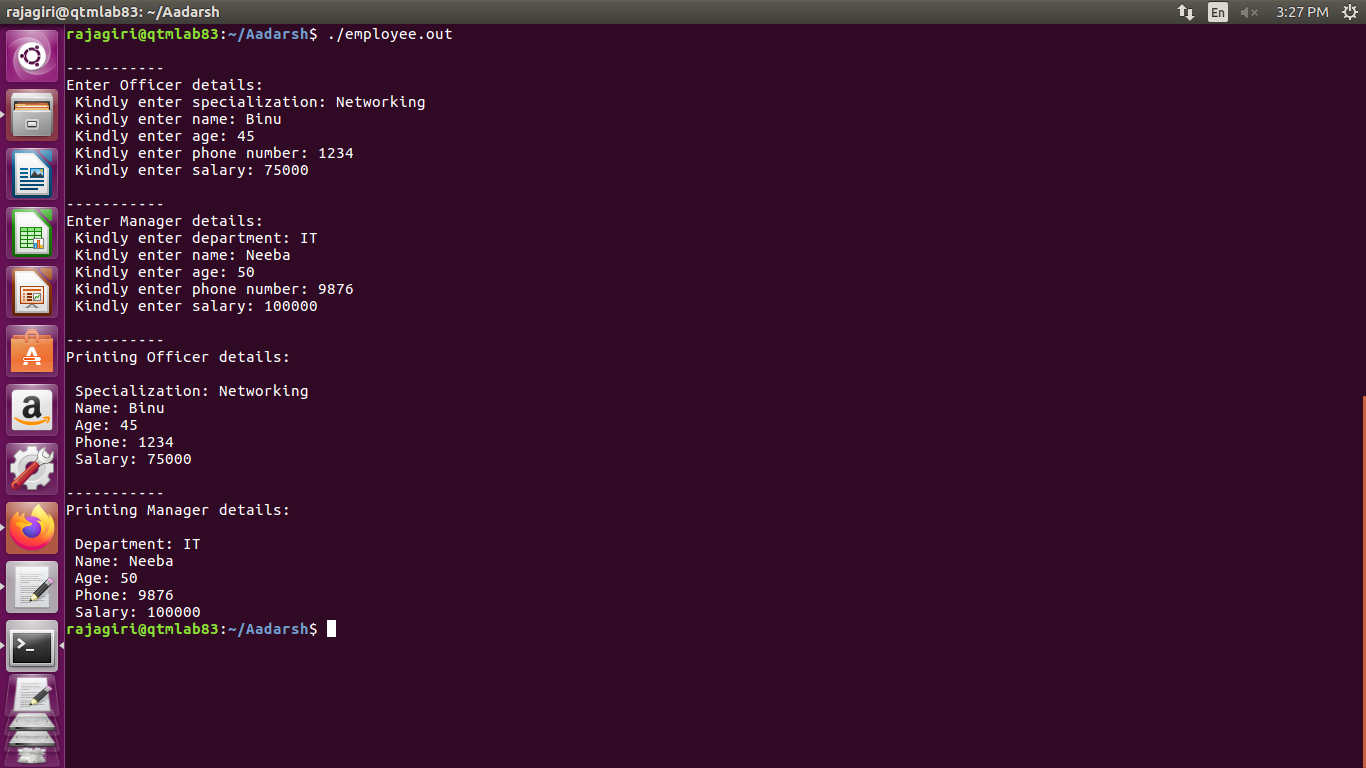 rajagiri@qtmlab83: ~/Aadarsh
En
3:27 PM
rajagiri@qtmlab83:~/Aadarsh$ ./employee.out
-----------
Enter Officer details:
Kindly enter specialization: Networking
Kindly enter name: Binu
Kindly enter age: 45
Kindly enter phone number: 1234
Kindly enter salary: 75000
-----------
Enter Manager details:
Kindly enter department: IT
Kindly enter name: Neeba
Kindly enter age: 50
Kindly enter phone number: 9876
Kindly enter salary: 100000
-----------
Printing Officer details:
Specialization: Networking
Name: Binu
Age: 45
Phone: 1234
Salary: 75000
-----------
Printing Manager details:
Department: IT
Name: Neeba
Age: 50
Phone: 9876
Salary: 100000
rajagiri@qtmlab83:~/Aadarsh$